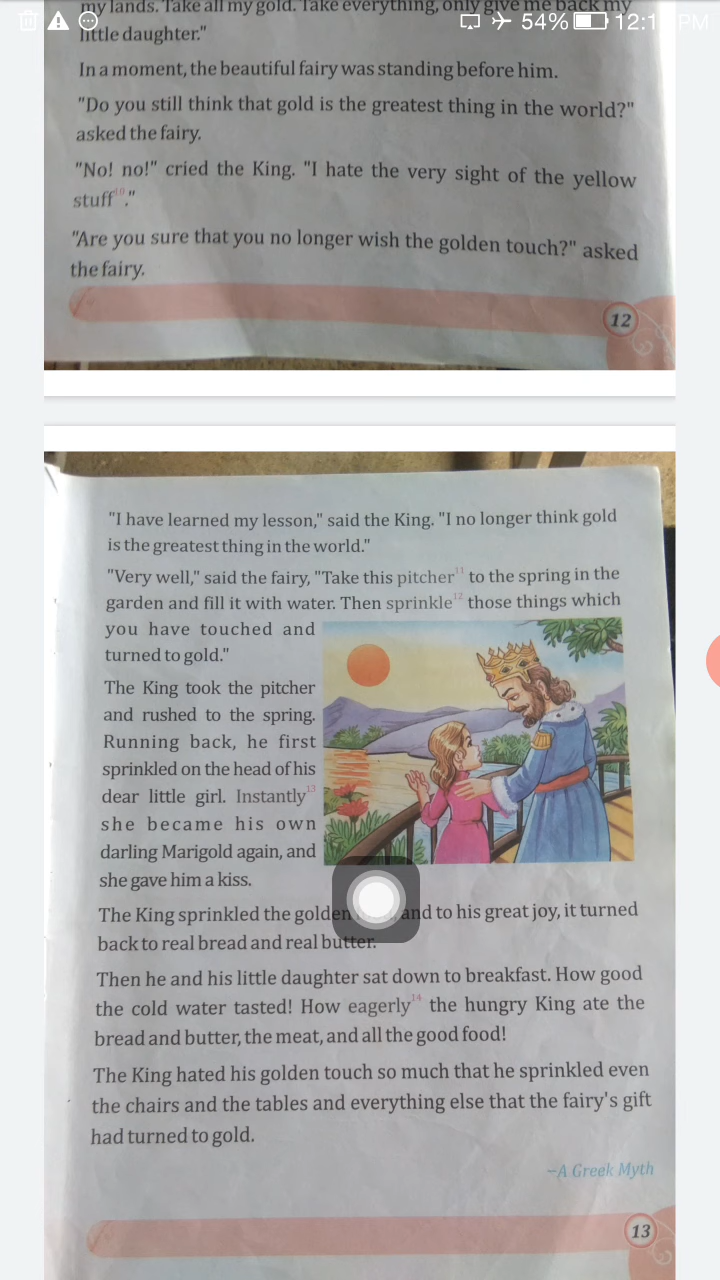 my lands. Take all my gold. Take everything, only give me back my
54% 12:1 PM
little daughter."
In a moment, the beautiful fairy was standing before him.
"Do you still think that gold is the greatest thing in the world?"
asked the fairy.
"No! no!" cried the King. "I hate the very sight of the yellow
stuff10."
"Are you sure that you no longer wish the golden touch?" asked
the fairy.
12
"I have learned my lesson," said the King. "I no longer think gold
is the greatest thing in the world."
"Very well," said the fairy, "Take this pitcher11 to the spring in the
garden and fill it with water. Then sprinkle12 those things which
you have touched and
turned to gold."
The King took the pitcher
and rushed to the spring.
Running back, he first
sprinkled on the head of his
dear little girl. Instantly13
she became his own
darling Marigold again, and
she gave him a kiss.
The King sprinkled the golden and to his great joy, it turned
back to real bread and real butter.
Then he and his little daughter sat down to breakfast. How good
the cold water tasted! How eagerly14 the hungry King ate the
bread and butter, the meat, and all the good food!
The King hated his golden touch so much that he sprinkled even
the chairs and the tables and everything else that the fairy's gift
had turned to gold.
~A Greek Myth
13